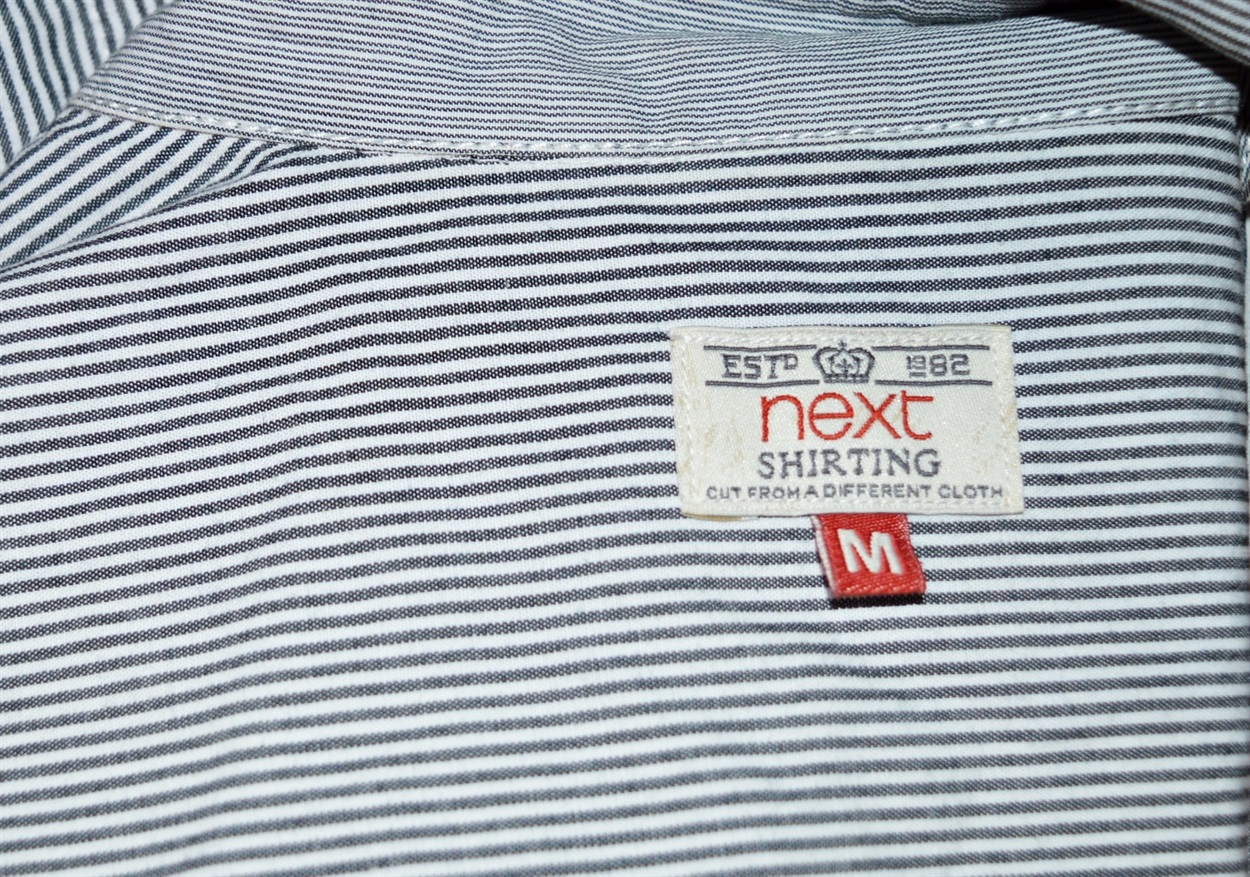 ESTD 1982
next
SHIRTING
CUT FROM A DIFFERENT CLOTH
M